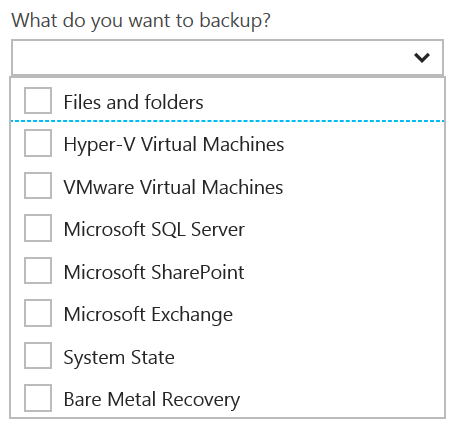 What do you want to backup?
Files and folders
Hyper-V Virtual Machines
VMware Virtual Machines
Microsoft SQL Server
Microsoft SharePoint
Microsoft Exchange
System State
Bare Metal Recovery